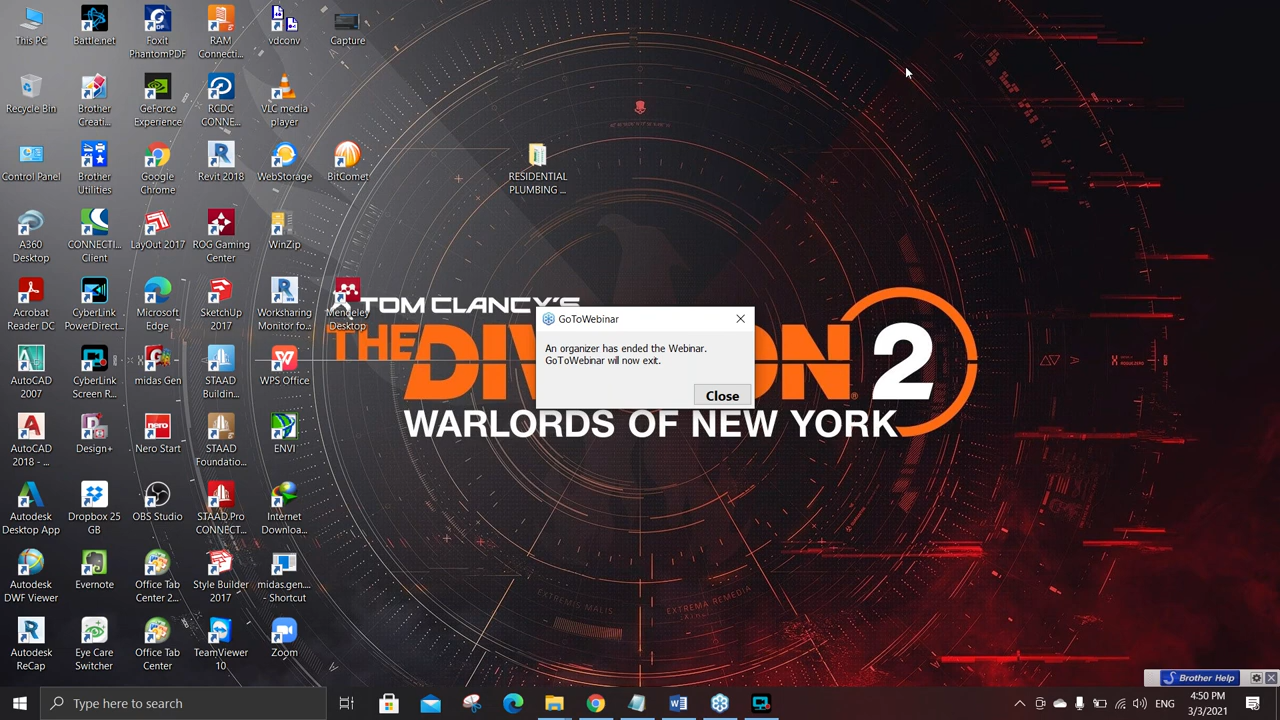 This PC
Battle.net
Foxit
PhantomPDF
RAM
Connecti...
vdconv
Capture
Recycle Bin
Brother
Creati...
GeForce
Experience
RCDC
CONNE...
VLC media
player
Control Panel
Brother
Utilities
Google
Chrome
Revit 2018
WebStorage
BitComet
RESIDENTIAL
PLUMBING ...
A360
Desktop
CONNECTI...
Client
LayOut 2017
ROG Gaming
Center
WinZip
Acrobat
Reader DC
CyberLink
PowerDirect...
Microsoft
Edge
SketchUp
2017
Worksharing
Monitor fo...
Mendeley
Desktop
AutoCAD
2007
CyberLink
Screen R...
midas Gen
STAAD
Buildin...
WPS Office
AutoCAD
2018 - ...
Design+
Nero Start
STAAD
Foundatio...
ENVI
Autodesk
Desktop App
Dropbox 25
GB
OBS Studio
STAAD.Pro
CONNECT...
Internet
Downloa...
Autodesk
DWF Viewer
Evernote
Office Tab
Center 2...
Style Builder
2017
midas.gen....
- Shortcut
Autodesk
ReCap
Eye Care
Switcher
Office Tab
Center
TeamViewer
10
Zoom
TOM CLANCY'S
THE DIV ON 2
WARLORDS OF NEW YORK
EXTREMIS MALIS
EXTREMA REMEDIA
GoToWebinar
An organizer has ended the Webinar.
GoToWebinar will now exit.
Close
Brother Help
Type here to search
ENG
4:50 PM
3/3/2021